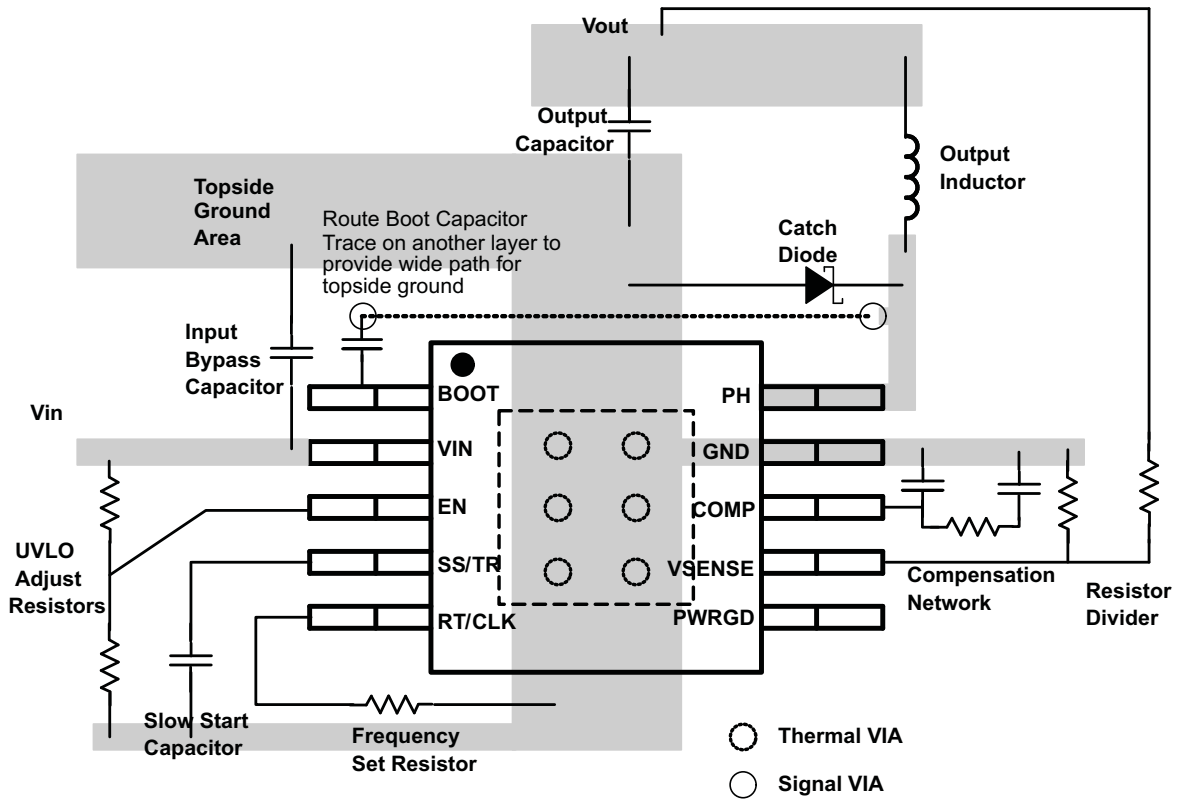 Vout
Output
Capacitor
Output
Inductor
Topside
Ground
Area
Route Boot Capacitor
Trace on another layer to
provide wide path for
topside ground
Catch
Diode
Input
Bypass
Capacitor
Vin
BOOT
VIN
EN
SS/TR
RT/CLK
PH
GND
COMP
VSENSE
PWRGD
UVLO
Adjust
Resistors
Compensation
Network
Resistor
Divider
Slow Start
Capacitor
Frequency
Set Resistor
Thermal VIA
Signal VIA